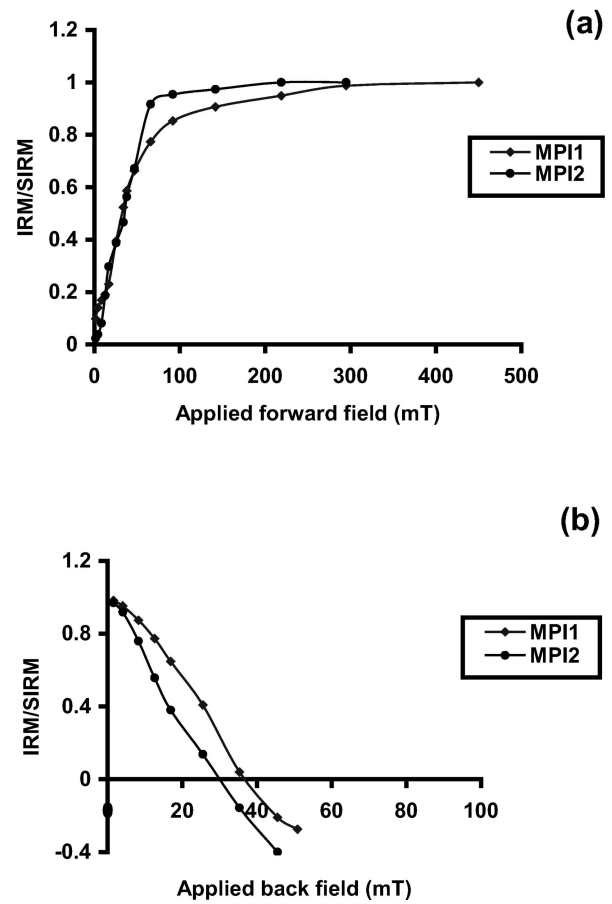 (a)
1.2
1
0.8
0.6
0.4
0.2
0
IRM/SIRM
MPI1
MPI2
0 100 200 300 400 500
Applied forward field (mT)
(b)
1.2
0.8
0.4
0
-0.4
IRM/SIRM
MPI1
MPI2
0 20 40 60 80 100
Applied back field (mT)